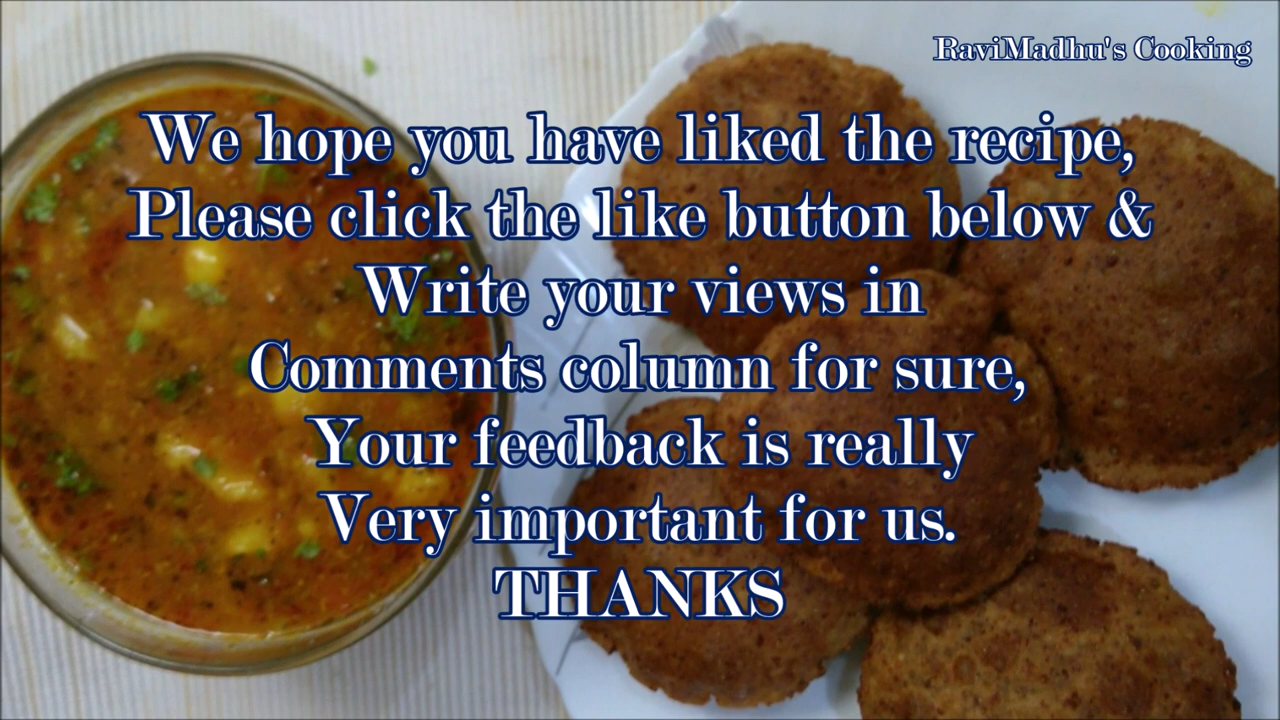 RaviMadhu's Cooking
We hope you have liked the recipe,
Please click the like button below &
Write your views in
Comments column for sure,
Your feedback is really
Very important for us.
THANKS